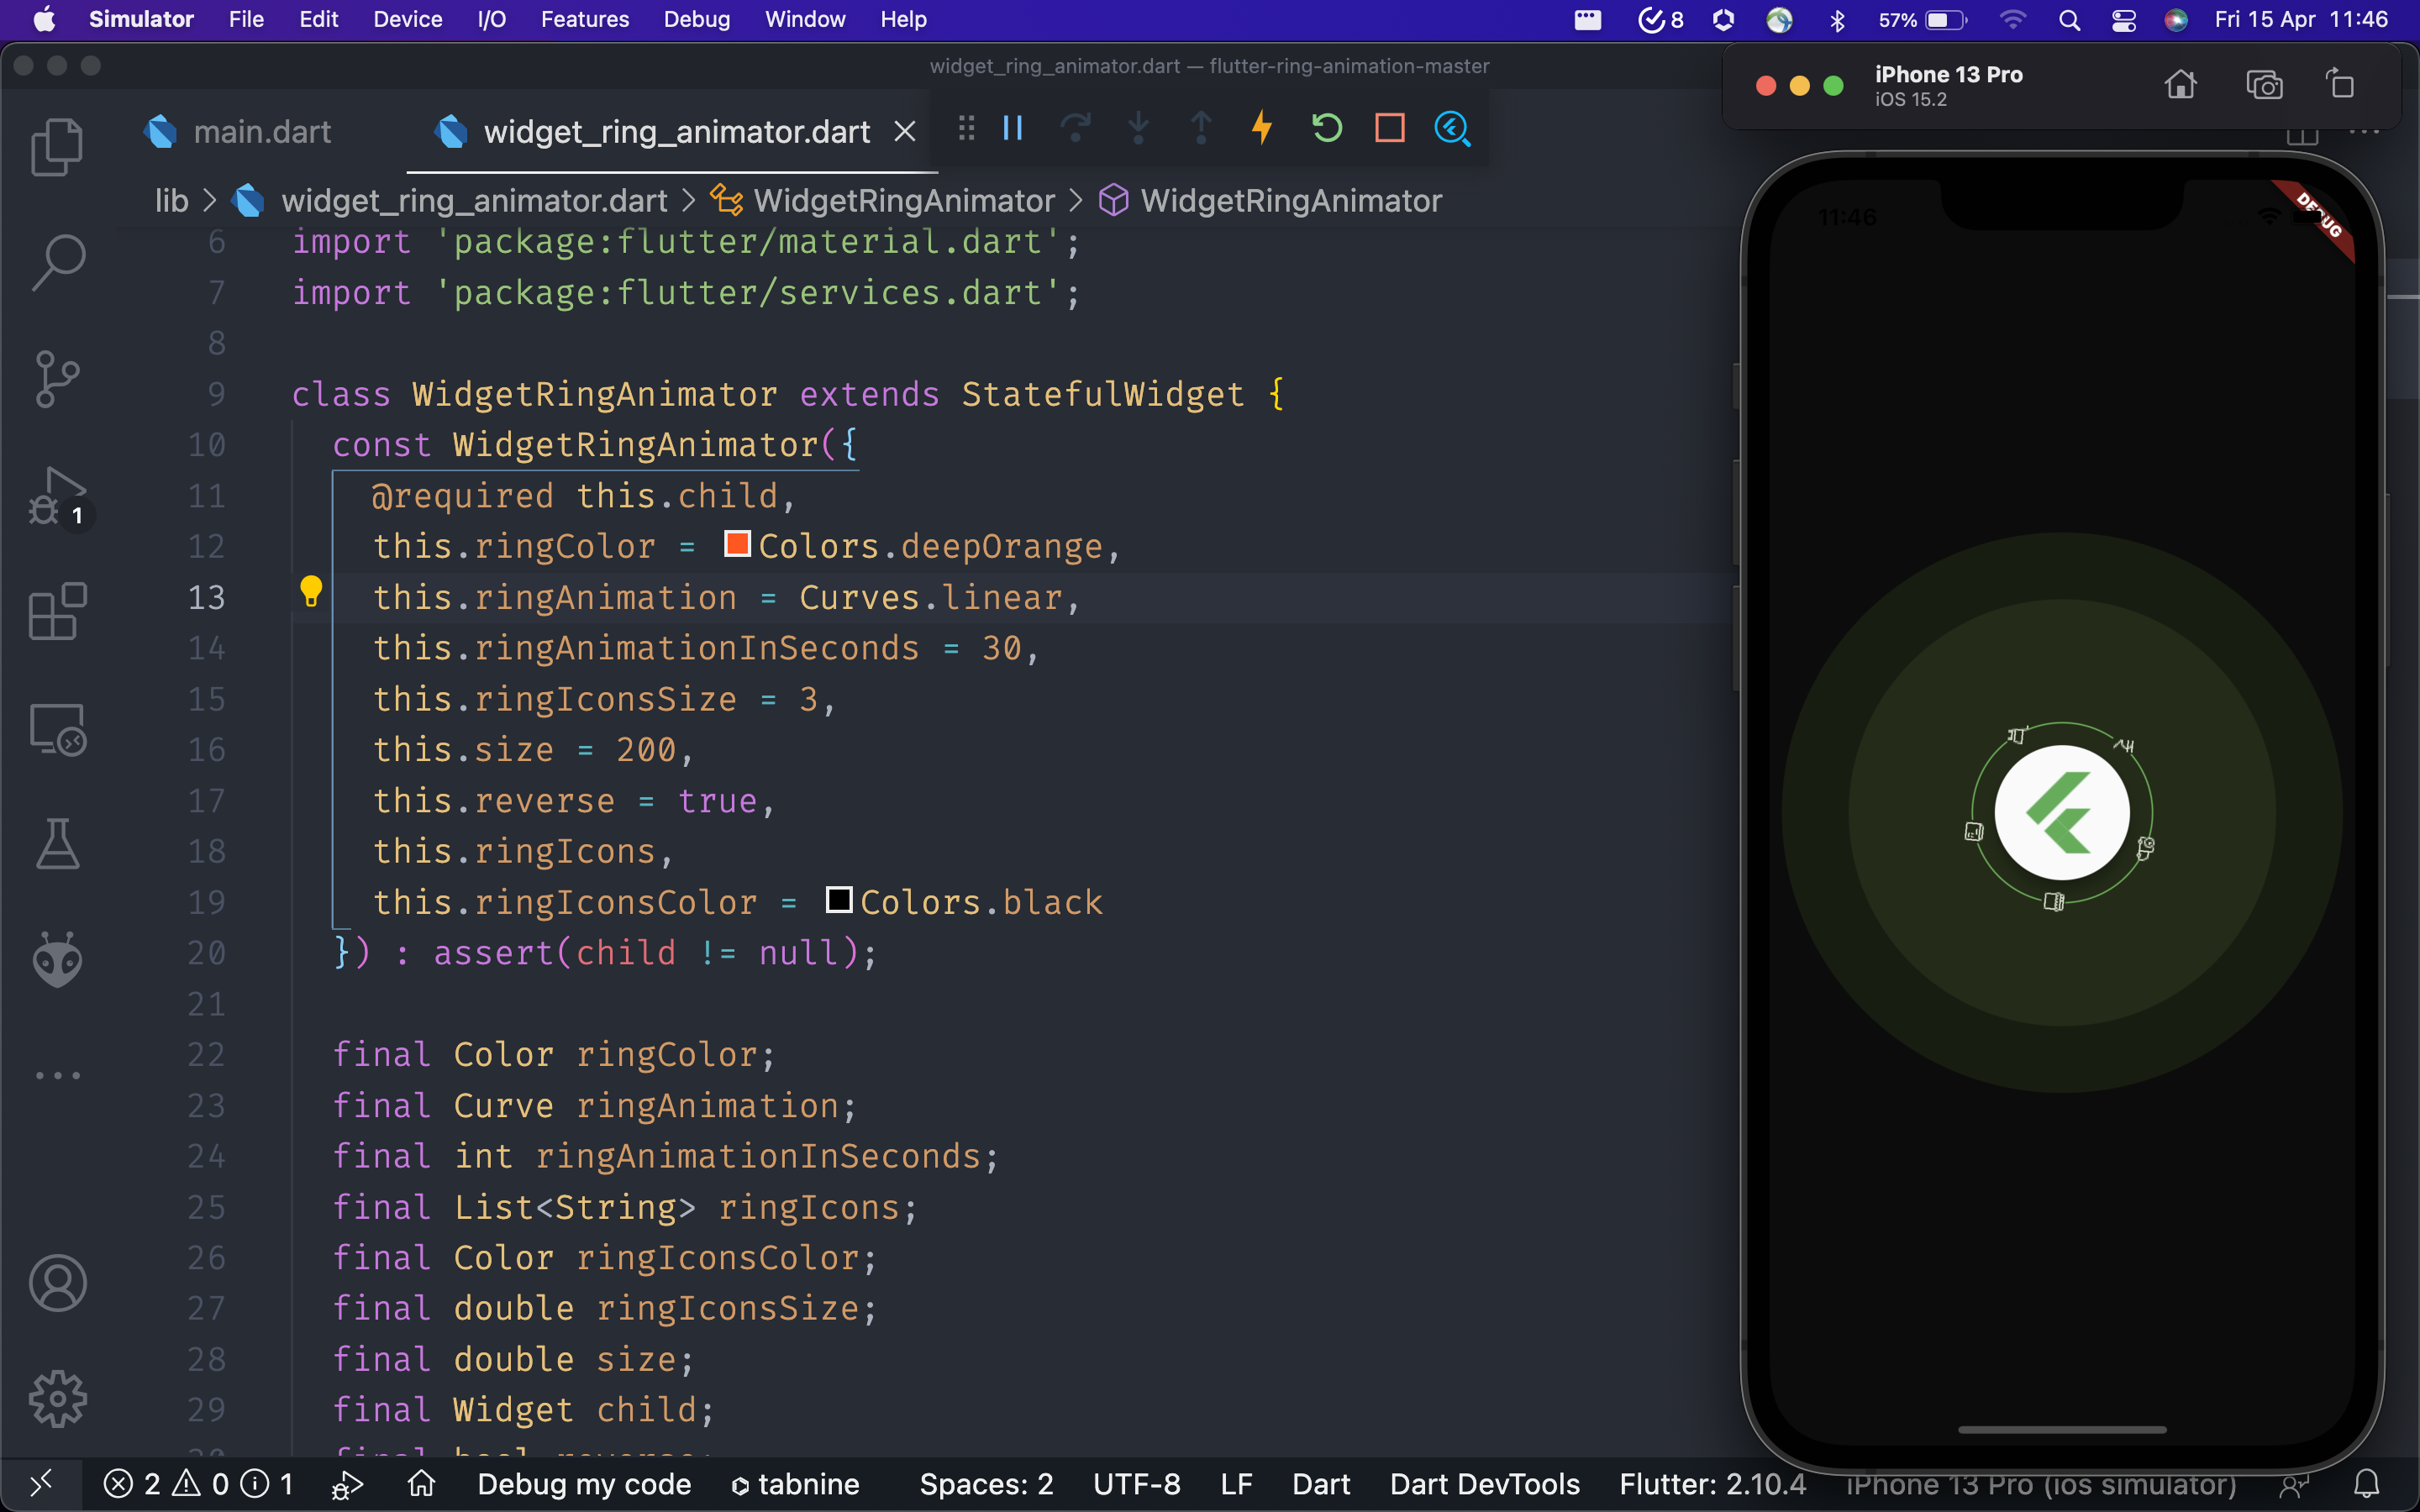 Simulator File Edit Device I/O Features Debug Window Help 8 57% Fri 15 Apr 11:46
widget_ring_animator.dart — flutter-ring-animation-master
iPhone 13 Pro
iOS 15.2
main.dart widget_ring_animator.dart
lib > widget_ring_animator.dart > WidgetRingAnimator > WidgetRingAnimator
11:46
DEBUG
6 import 'package:flutter/material.dart';
7 import 'package:flutter/services.dart';
8
9 class WidgetRingAnimator extends StatefulWidget {
10 const WidgetRingAnimator({
11 @required this.child,
1
12 this.ringColor = Colors.deepOrange,
13 this.ringAnimation = Curves.linear,
14 this.ringAnimationInSeconds = 30,
15 this.ringIconsSize = 3,
16 this.size = 200,
17 this.reverse = true,
18 this.ringIcons,
19 this.ringIconsColor = Colors.black
20 }) : assert(child != null);
21
22 final Color ringColor;
23 final Curve ringAnimation;
24 final int ringAnimationInSeconds;
25 final List<String> ringIcons;
26 final Color ringIconsColor;
27 final double ringIconsSize;
28 final double size;
29 final Widget child;
30 final bool reverse;
2 0 1 Debug my code tabnine Spaces: 2 UTF-8 LF Dart Dart DevTools Flutter: 2.10.4 iPhone 13 Pro (ios simulator)